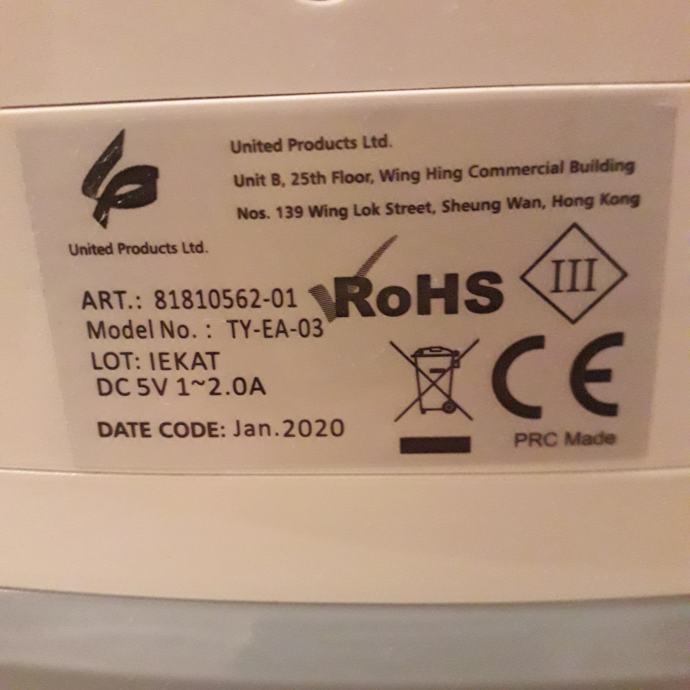 United Products Ltd.
Unit B, 25th Floor, Wing Hing Commercial Building
Nos. 139 Wing Lok Street, Sheung Wan, Hong Kong
United Products Ltd.
ART.: 81810562-01
RoHS
III
Model No. : TY-EA-03
LOT: IEKAT
DC 5V 1~2.0A
CE
DATE CODE: Jan.2020
PRC Made